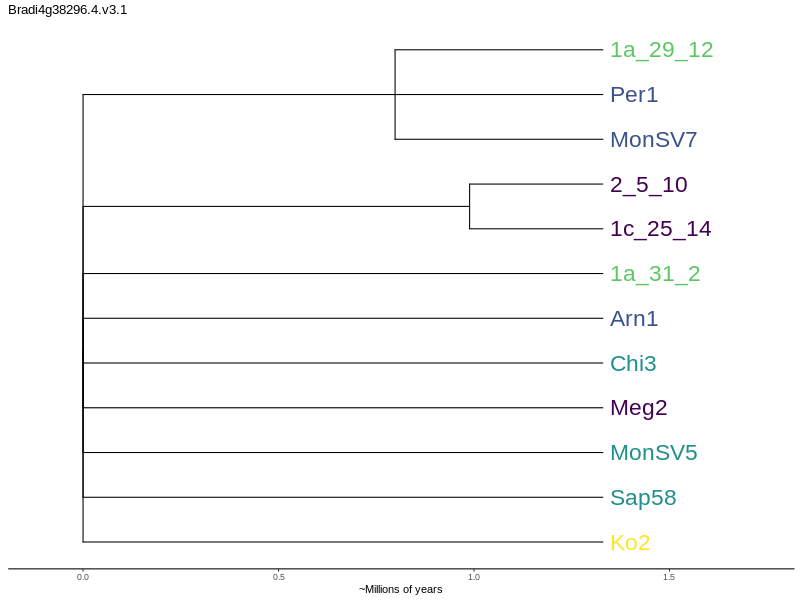 Bradi4g38296.4.v3.1
1a_29_12
Per1
MonSV7
2_5_10
1c_25_14
1a_31_2
Arn1
Chi3
Meg2
MonSV5
Sap58
Ko2
0.0 0.5 1.0 1.5
~Millions of years